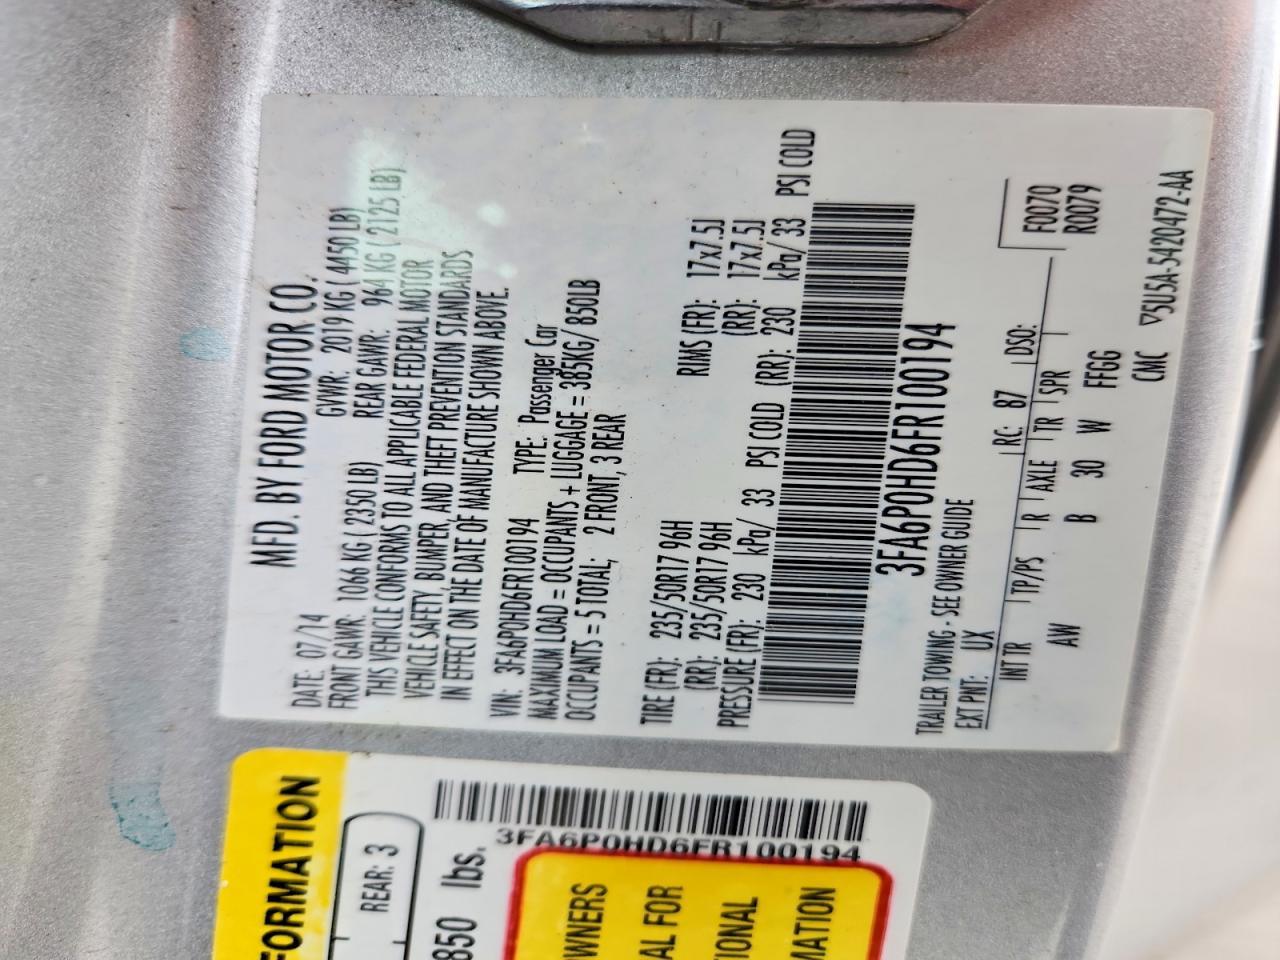 MFD. BY FORD MOTOR CO.
DATE: 07/14 GVWR: 2019 KG ( 4450 LB)
FRONT GAWR: 1066 KG ( 2350 LB) REAR GAWR: 964 KG ( 2125 LB)
THIS VEHICLE CONFORMS TO ALL APPLICABLE FEDERAL MOTOR
VEHICLE SAFETY, BUMPER, AND THEFT PREVENTION STANDARDS
IN EFFECT ON THE DATE OF MANUFACTURE SHOWN ABOVE.
VIN: 3FA6P0HD6FR100194 TYPE: Passenger Car
MAXIMUM LOAD = OCCUPANTS + LUGGAGE = 385KG/ 850LB
OCCUPANTS = 5 TOTAL; 2 FRONT, 3 REAR
TIRE (FR): 235/50R17 96H RIMS (FR): 17x7.5J
(RR): 235/50R17 96H (RR): 17x7.5J
PRESSURE (FR): 230 kPa/ 33 PSI COLD (RR): 230 kPa/ 33 PSI COLD
3FA6P0HD6FR100194
TRAILER TOWING - SEE OWNER GUIDE
EXT PNT: UX RC: 87 DSO:
F0070
R0079
INT TR TP/PS R AXLE TR SPR
AW B 30 W FFGG
CMC
▽5U5A-5420472-AA
FORMATION
REAR: 3
850 lbs.
3FA6P0HD6FR100194
OWNERS
AL FOR
IONAL
MATION